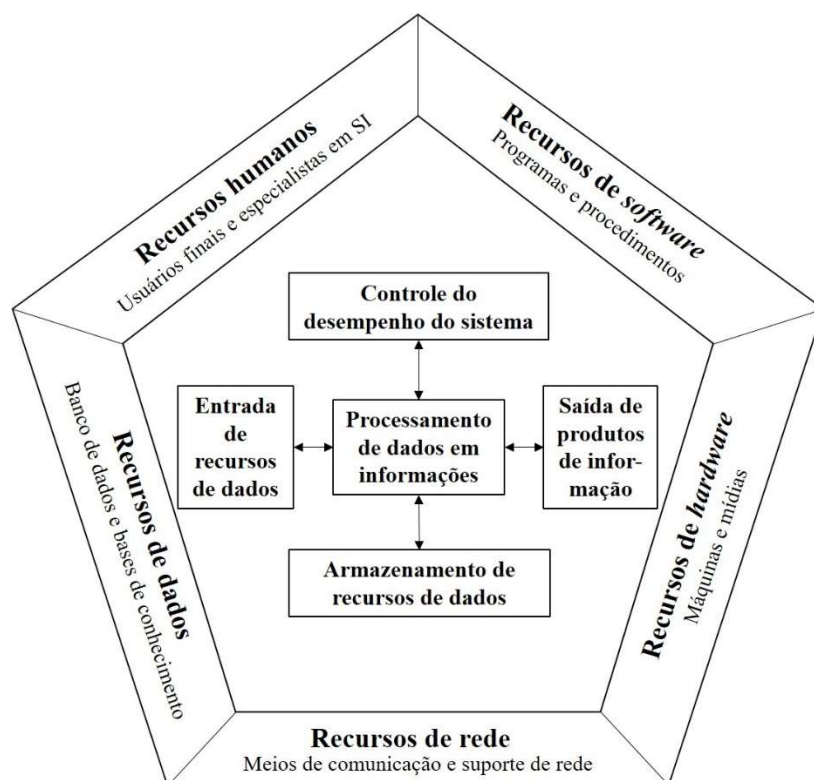 Recursos humanos
Usuários finais e especialistas em SI
Recursos de software
Programas e procedimentos
Controle do
desempenho do sistema
Entrada
de
recursos
de dados
Processamento
de dados em
informações
Saída de
produtos
de infor-
mação
Armazenamento de
recursos de dados
Recursos de dados
Banco de dados e bases de conhecimento
Recursos de hardware
Máquinas e mídias
Recursos de rede
Meios de comunicação e suporte de rede